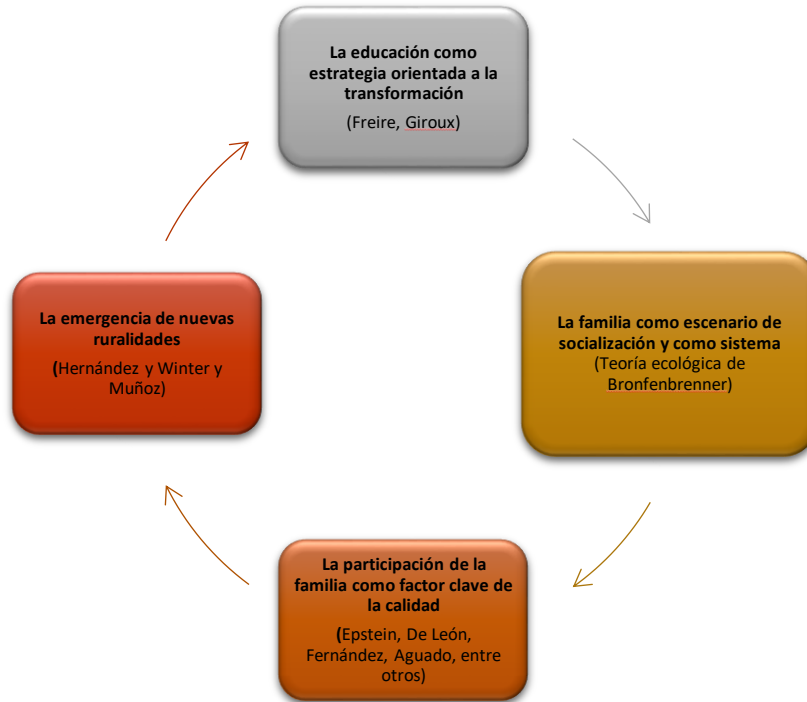 La educación como
estrategia orientada a la
transformación
(Freire, Giroux)
La familia como escenario de
socialización y como sistema
(Teoría ecológica de
Bronfenbrenner)
La participación de la
familia como factor clave de
la calidad
(Epstein, De León,
Fernández, Aguado, entre
otros)
La emergencia de nuevas
ruralidades
(Hernández y Winter y
Muñoz)